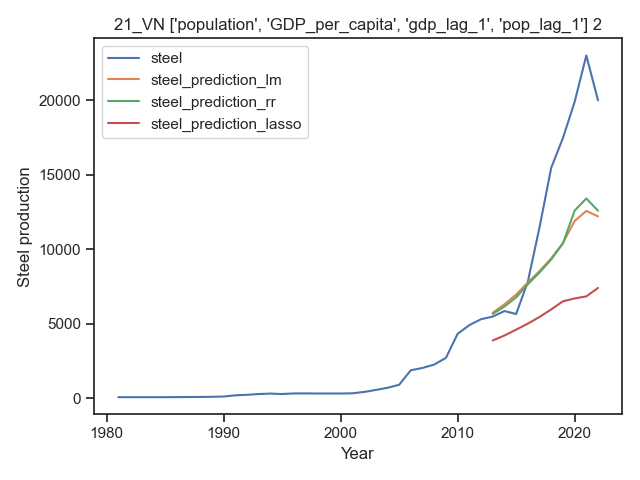 21_VN ['population', 'GDP_per_capita', 'gdp_lag_1', 'pop_lag_1'] 2
steel
steel_prediction_lm
steel_prediction_rr
steel_prediction_lasso
Steel production
20000
15000
10000
5000
0
1980
1990
2000
2010
2020
Year